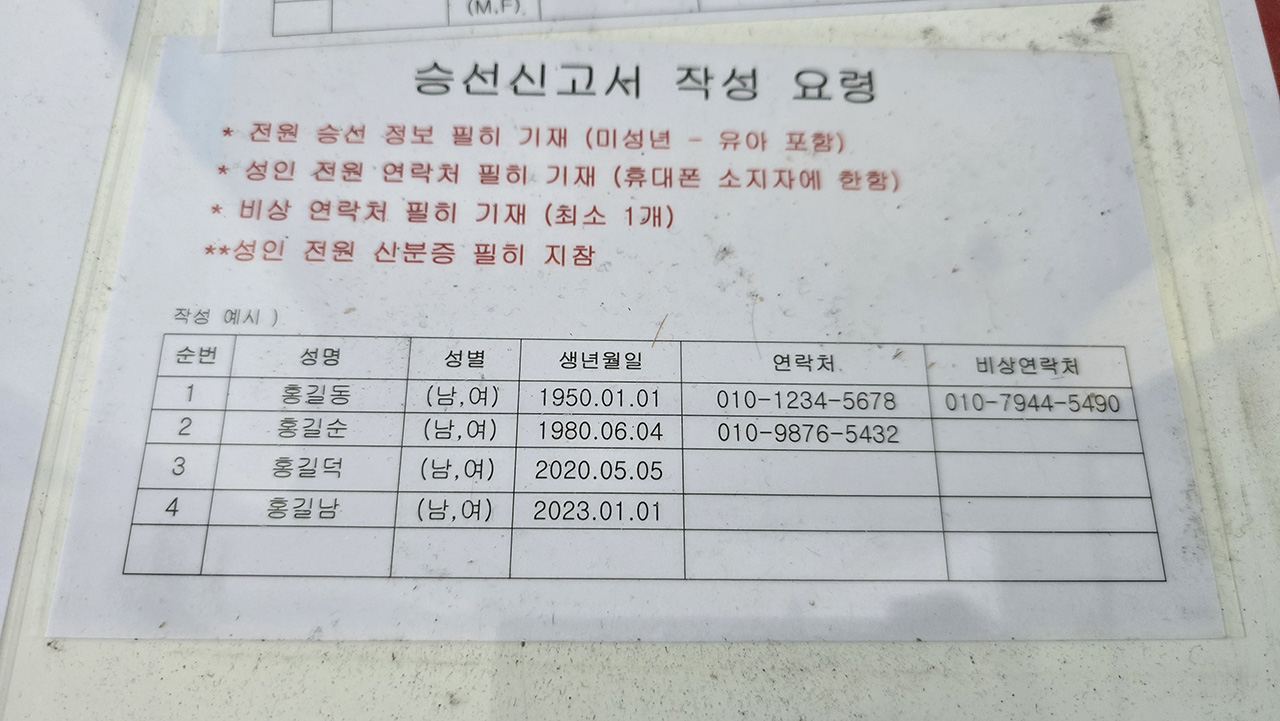 (M,F)
승선신고서 작성 요령
* 전원 승선 정보 필히 기재 (미성년 - 유아 포함)
* 성인 전원 연락처 필히 기재 (휴대폰 소지자에 한함)
* 비상 연락처 필히 기재 (최소 1개)
**성인 전원 산분증 필히 지참
작성 예시 )
순번 성명 성별 생년월일 연락처 비상연락처
1 홍길동 (남,여) 1950.01.01 010-1234-5678 010-7944-5490
2 홍길순 (남,여) 1980.06.04 010-9876-5432
3 홍길덕 (남,여) 2020.05.05
4 홍길남 (남,여) 2023.01.01